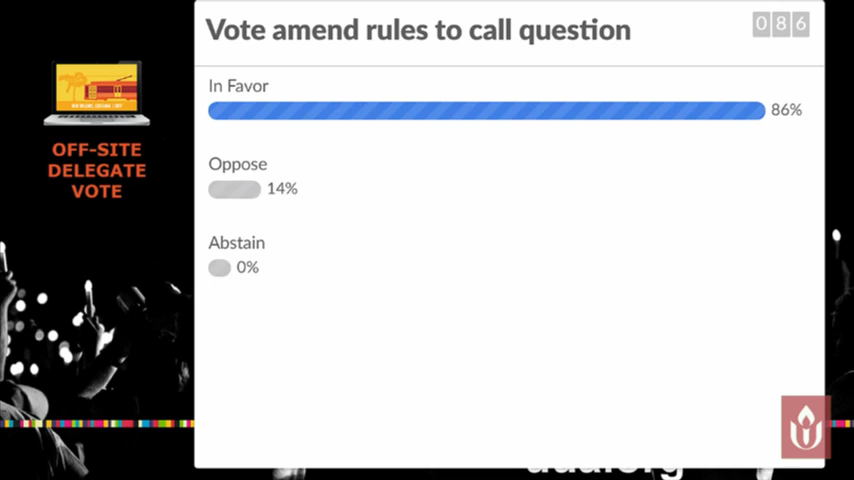 Vote amend rules to call question
086
In Favor
86%
Oppose
14%
Abstain
0%
OFF-SITE
DELEGATE
VOTE